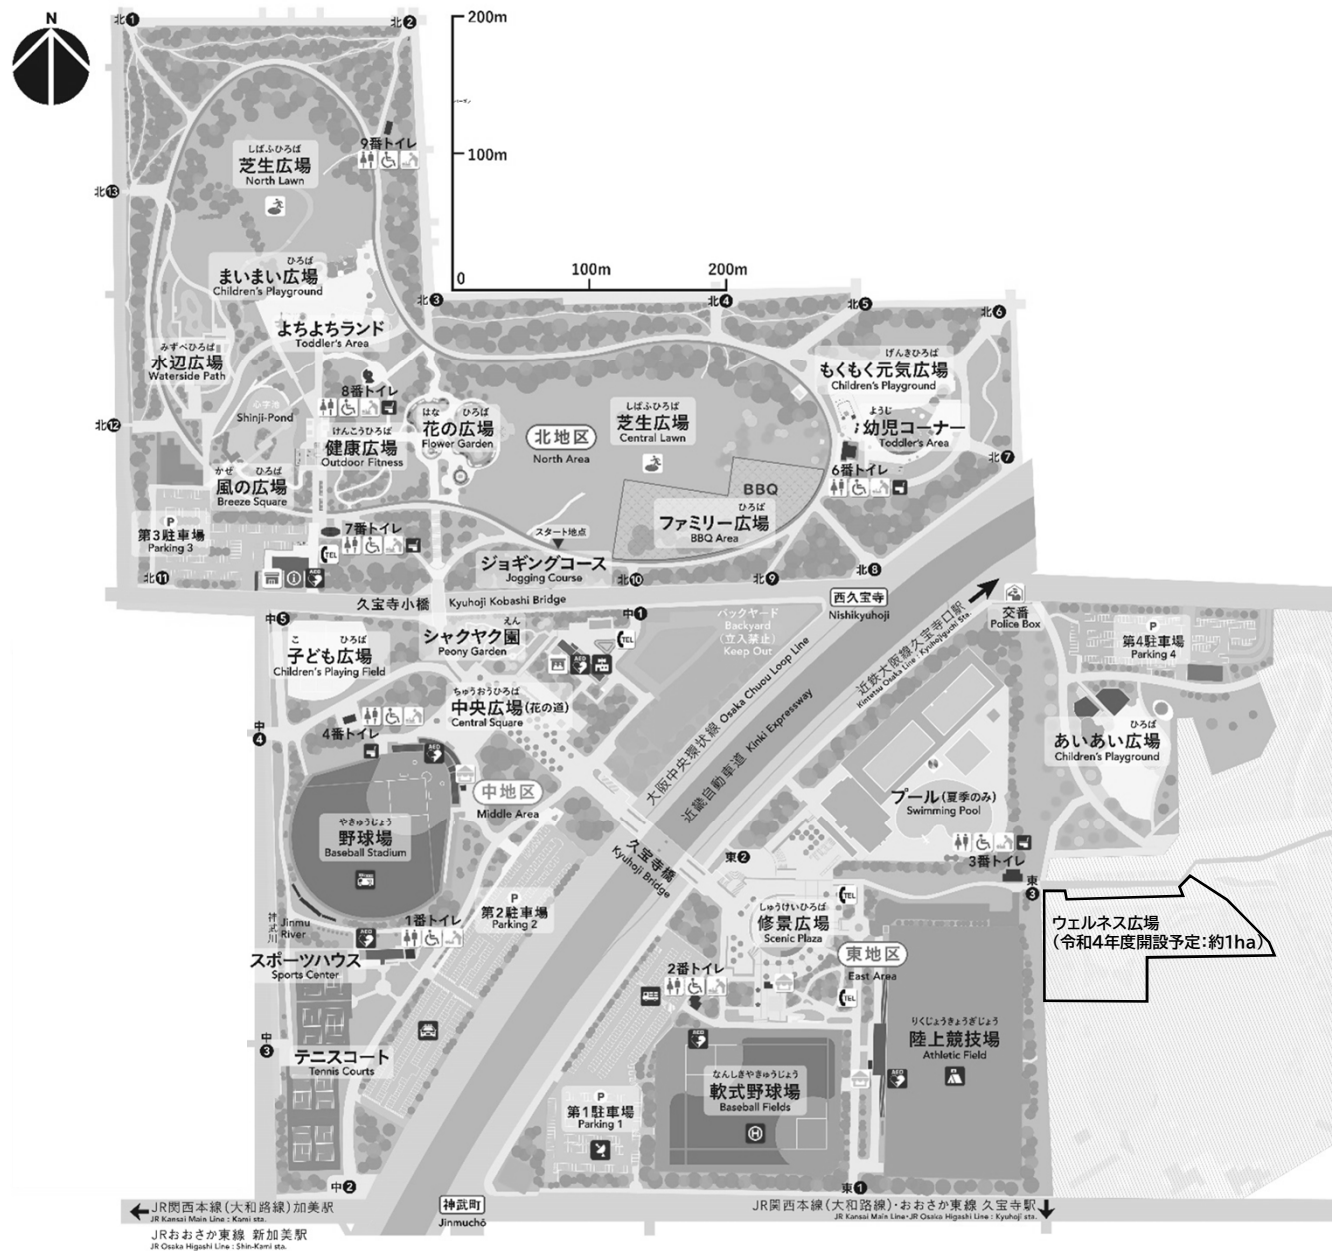 N
200m
100m
0
100m
200m
北1
北2
9番トイレ
しばふひろば
芝生広場
North Lawn
北13
ひろば
まいまい広場
Children's Playground
北3
北4
北5
北6
よちよちランド
Toddler's Area
みずべひろば
水辺広場
Waterside Path
げんきひろば
もくもく元気広場
Children's Playground
8番トイレ
心字池
Shinji-Pond
はな ひろば
花の広場
Flower Garden
しばふひろば
芝生広場
Central Lawn
ようじ
幼児コーナー
Toddler's Area
北12
けんこうひろば
健康広場
Outdoor Fitness
北地区
North Area
北7
6番トイレ
かぜ ひろば
風の広場
Breeze Square
BBQ
ひろば
ファミリー広場
BBQ Area
P
第3駐車場
Parking 3
7番トイレ
TEL
スタート地点
ジョギングコース
Jogging Course
北11
AED
北10
北9
北8
久宝寺小橋 Kyuhoji Kobashi Bridge
西久宝寺
Nishikyuhoji
交番
Police Box
中5
中1
えん
シャクヤク園
Peony Garden
TEL
バックヤード
Backyard
(立入禁止)
Keep Out
こ ひろば
子ども広場
Children's Playing Field
AED
P
第4駐車場
Parking 4
近鉄大阪線久宝寺口駅
Kintetsu Osaka Line : Kyuhojiguchi Sta.
大阪中央環状線 Osaka Chuou Loop Line
近畿自動車道 Kinki Expressway
ちゅうおうひろば
中央広場(花の道)
Central Square
中4
4番トイレ
AED
ひろば
あいあい広場
Children's Playground
中地区
Middle Area
プール(夏季のみ)
Swimming Pool
やきゅうじょう
野球場
Baseball Stadium
久宝寺橋
Kyuhoji Bridge
東2
3番トイレ
東3
TEL
神武川
Jinmu
River
1番トイレ
AED
P
第2駐車場
Parking 2
しゅうけいひろば
修景広場
Scenic Plaza
ウェルネス広場
(令和4年度開設予定:約1ha)
スポーツハウス
Sports Center
東地区
East Area
2番トイレ
TEL
中3
テニスコート
Tennis Courts
AED
りくじょうきょうぎじょう
陸上競技場
Athletic Field
AED
なんしきやきゅうじょう
軟式野球場
Baseball Fields
H
P
第1駐車場
Parking 1
中2
東1
JR関西本線(大和路線)加美駅
JR Kansai Main Line : Kami sta.
JRおおさか東線 新加美駅
JR Osaka Higashi Line : Shin-Kami sta.
神武町
Jinmuchō
JR関西本線(大和路線)・おおさか東線 久宝寺駅
JR Kansai Main Line・JR Osaka Higashi Line : Kyuhoji sta.